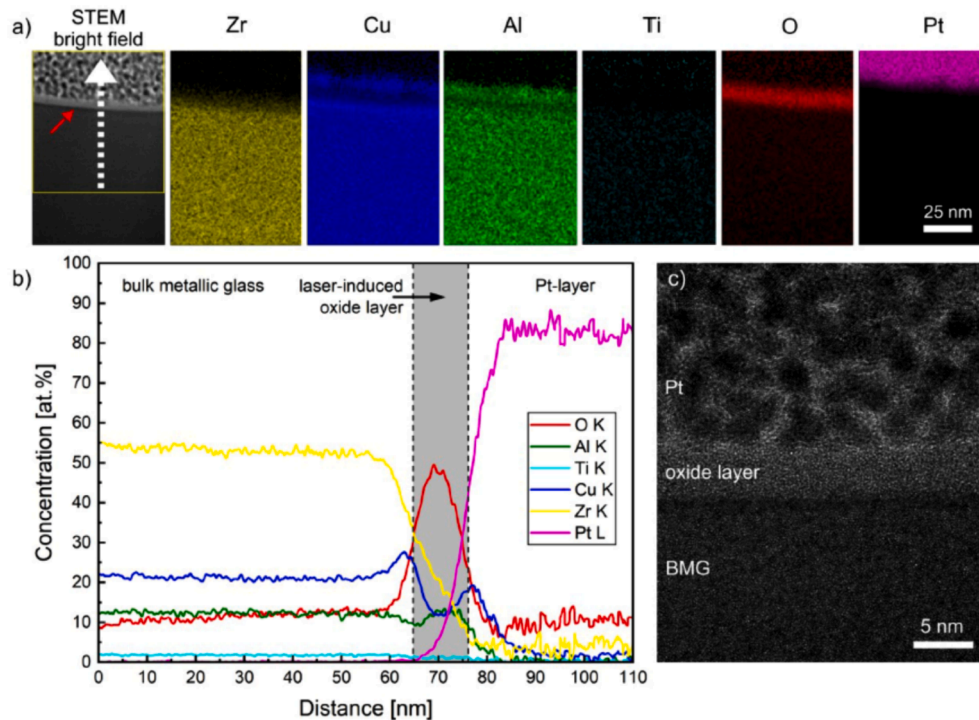 a)
STEM
bright field
Zr
Cu
Al
Ti
O
Pt
25 nm
b)
100
90
80
70
60
50
40
30
20
10
0
Concentration [at.%]
bulk metallic glass
laser-induced
oxide layer
Pt-layer
O K
Al K
Ti K
Cu K
Zr K
Pt L
0 10 20 30 40 50 60 70 80 90 100 110
Distance [nm]
c)
Pt
oxide layer
BMG
5 nm